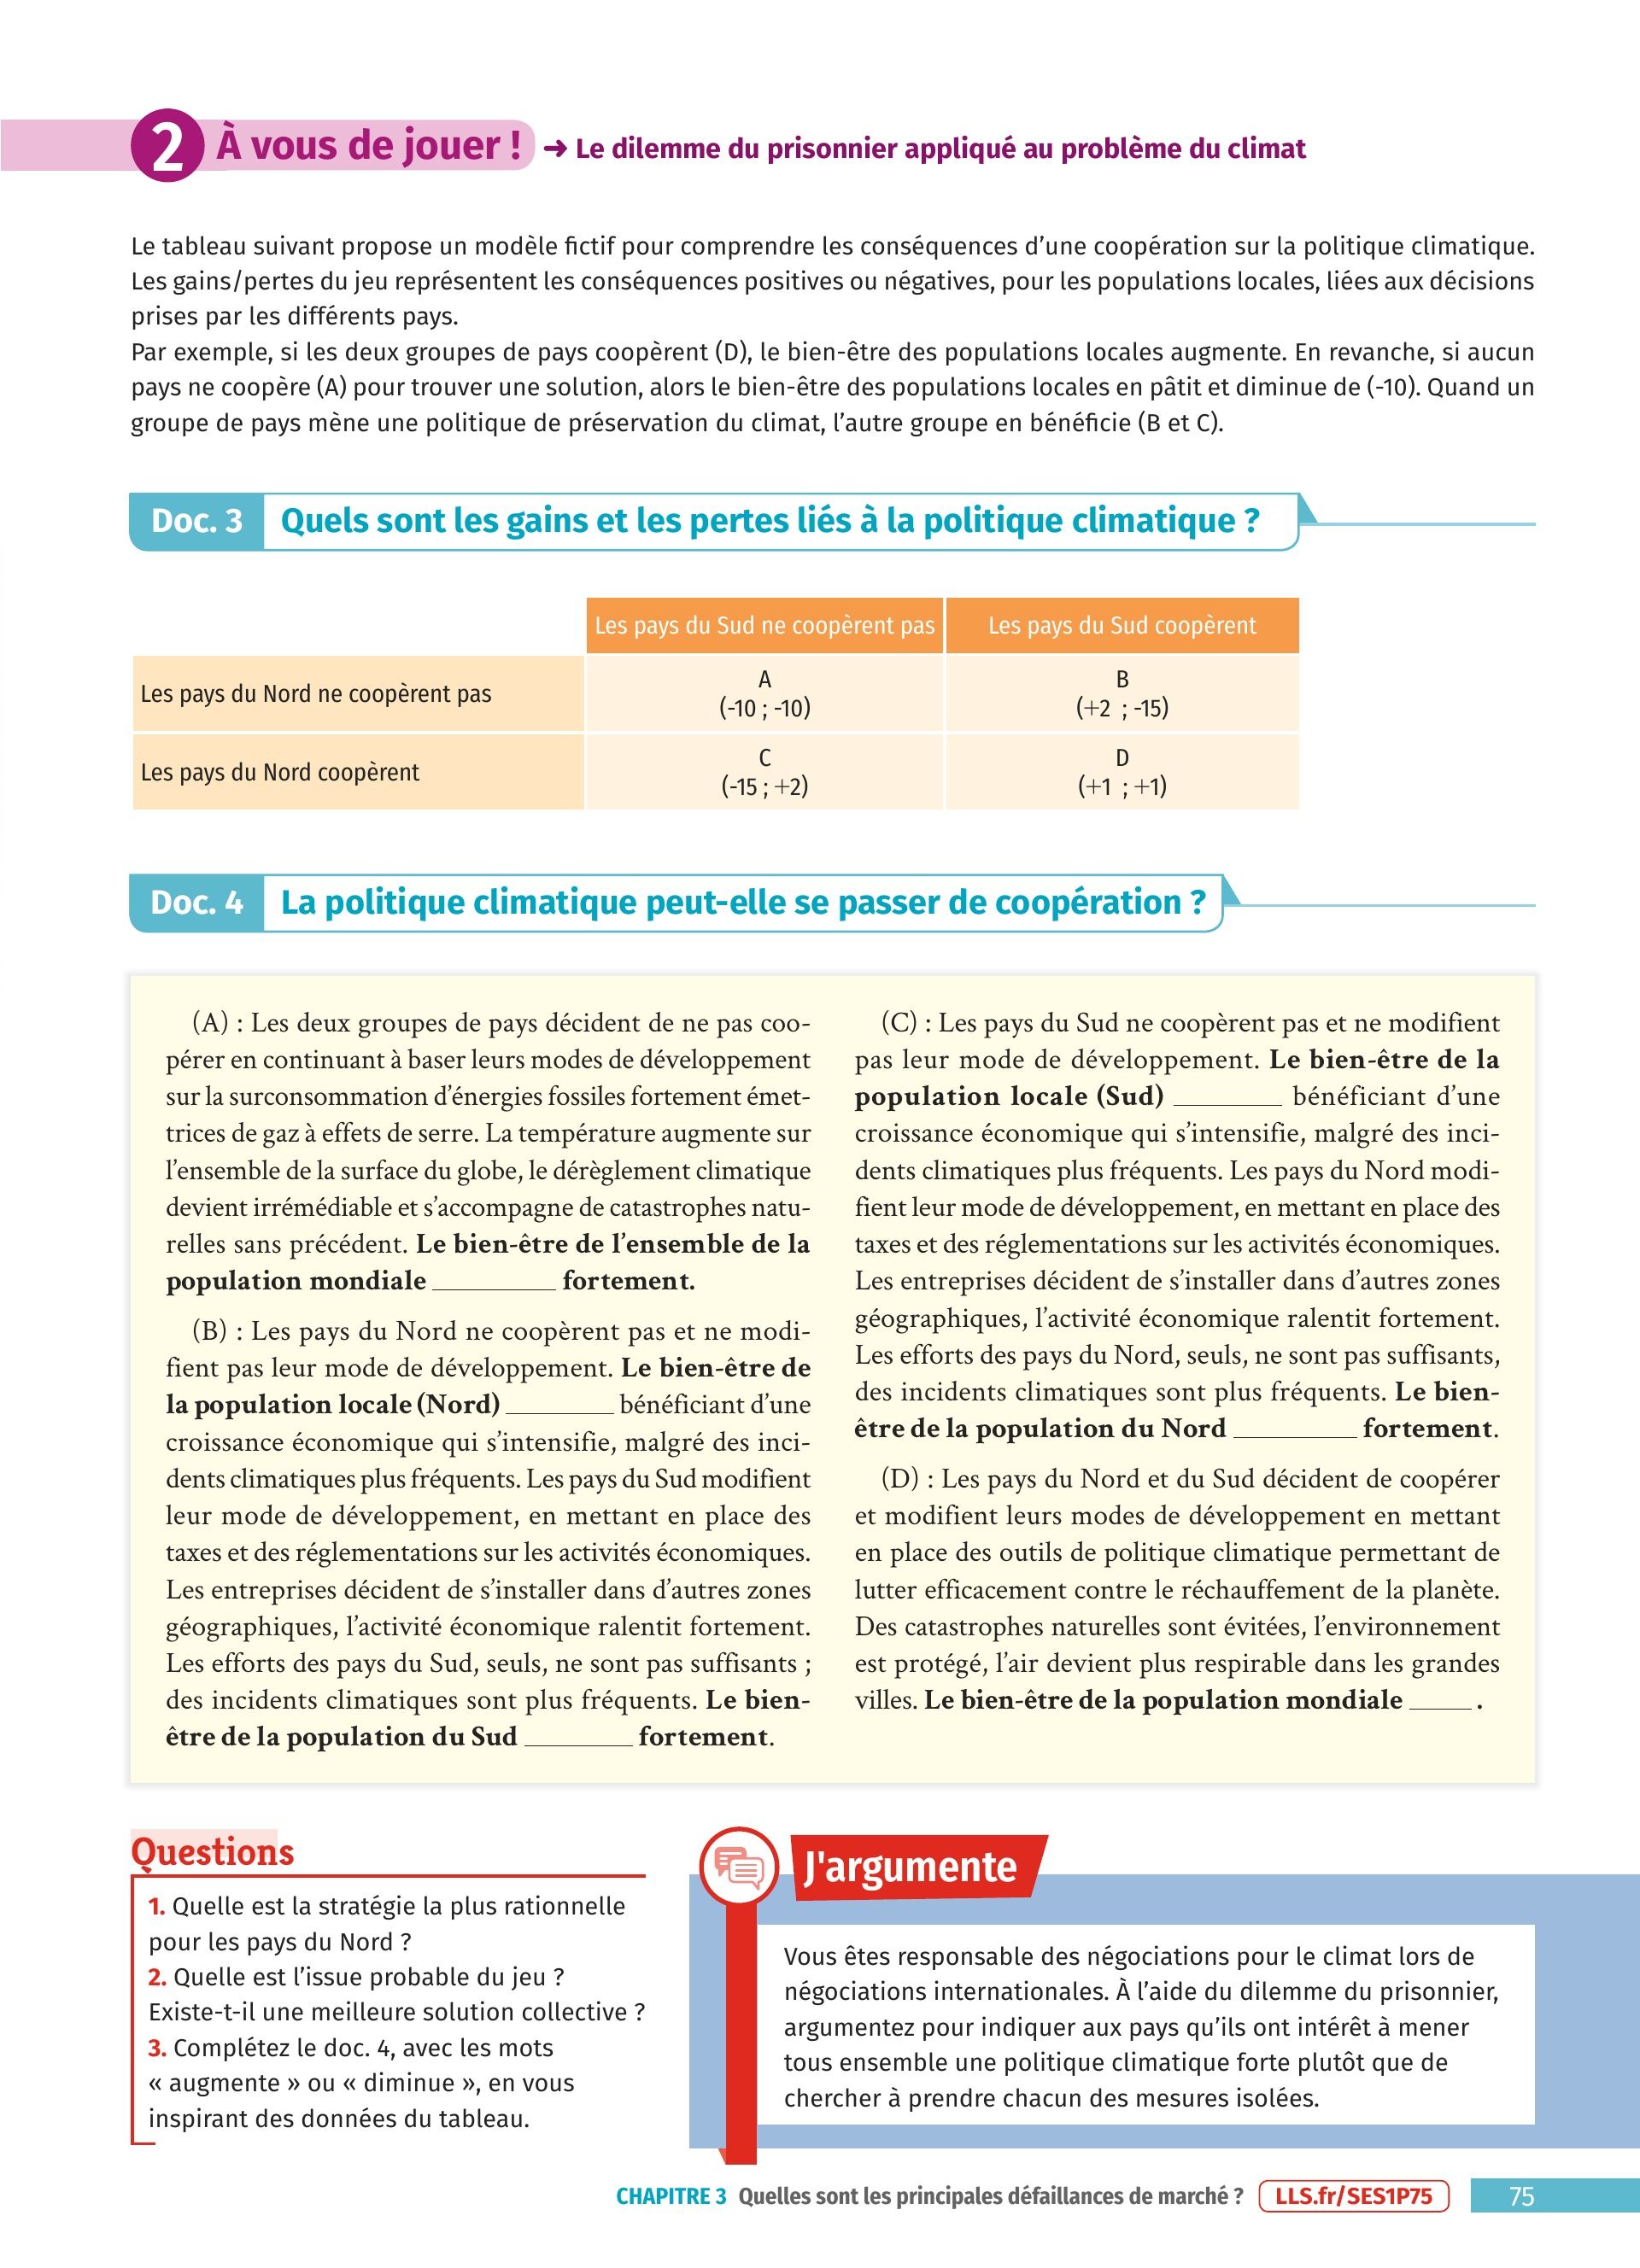 2 À vous de jouer ! ➜ Le dilemme du prisonnier appliqué au problème du climat
Le tableau suivant propose un modèle fictif pour comprendre les conséquences d’une coopération sur la politique climatique.
Les gains/pertes du jeu représentent les conséquences positives ou négatives, pour les populations locales, liées aux décisions
prises par les différents pays.
Par exemple, si les deux groupes de pays coopèrent (D), le bien-être des populations locales augmente. En revanche, si aucun
pays ne coopère (A) pour trouver une solution, alors le bien-être des populations locales en pâtit et diminue de (-10). Quand un
groupe de pays mène une politique de préservation du climat, l’autre groupe en bénéficie (B et C).
Doc. 3 Quels sont les gains et les pertes liés à la politique climatique ?
Les pays du Sud ne coopèrent pas Les pays du Sud coopèrent
Les pays du Nord ne coopèrent pas
A
(-10 ; -10)
B
(+2 ; -15)
Les pays du Nord coopèrent
C
(-15 ; +2)
D
(+1 ; +1)
Doc. 4 La politique climatique peut-elle se passer de coopération ?
(A) : Les deux groupes de pays décident de ne pas coo-
pérer en continuant à baser leurs modes de développement
sur la surconsommation d’énergies fossiles fortement émet-
trices de gaz à effets de serre. La température augmente sur
l’ensemble de la surface du globe, le dérèglement climatique
devient irrémédiable et s’accompagne de catastrophes natu-
relles sans précédent. Le bien-être de l’ensemble de la
population mondiale _________ fortement.
(B) : Les pays du Nord ne coopèrent pas et ne modi-
fient pas leur mode de développement. Le bien-être de
la population locale (Nord) ________ bénéficiant d’une
croissance économique qui s’intensifie, malgré des inci-
dents climatiques plus fréquents. Les pays du Sud modifient
leur mode de développement, en mettant en place des
taxes et des réglementations sur les activités économiques.
Les entreprises décident de s’installer dans d’autres zones
géographiques, l’activité économique ralentit fortement.
Les efforts des pays du Sud, seuls, ne sont pas suffisants ;
des incidents climatiques sont plus fréquents. Le bien-
être de la population du Sud ________ fortement.
(C) : Les pays du Sud ne coopèrent pas et ne modifient
pas leur mode de développement. Le bien-être de la
population locale (Sud) ________ bénéficiant d’une
croissance économique qui s’intensifie, malgré des inci-
dents climatiques plus fréquents. Les pays du Nord modi-
fient leur mode de développement, en mettant en place des
taxes et des réglementations sur les activités économiques.
Les entreprises décident de s’installer dans d’autres zones
géographiques, l’activité économique ralentit fortement.
Les efforts des pays du Nord, seuls, ne sont pas suffisants,
des incidents climatiques sont plus fréquents. Le bien-
être de la population du Nord _________ fortement.
(D) : Les pays du Nord et du Sud décident de coopérer
et modifient leurs modes de développement en mettant
en place des outils de politique climatique permettant de
lutter efficacement contre le réchauffement de la planète.
Des catastrophes naturelles sont évitées, l’environnement
est protégé, l’air devient plus respirable dans les grandes
villes. Le bien-être de la population mondiale _____ .
Questions
1. Quelle est la stratégie la plus rationnelle
pour les pays du Nord ?
2. Quelle est l’issue probable du jeu ?
Existe-t-il une meilleure solution collective ?
3. Complétez le doc. 4, avec les mots
« augmente » ou « diminue », en vous
inspirant des données du tableau.
J'argumente
Vous êtes responsable des négociations pour le climat lors de
négociations internationales. À l’aide du dilemme du prisonnier,
argumentez pour indiquer aux pays qu’ils ont intérêt à mener
tous ensemble une politique climatique forte plutôt que de
chercher à prendre chacun des mesures isolées.
CHAPITRE 3 Quelles sont les principales défaillances de marché ? LLS.fr/SES1P75 75